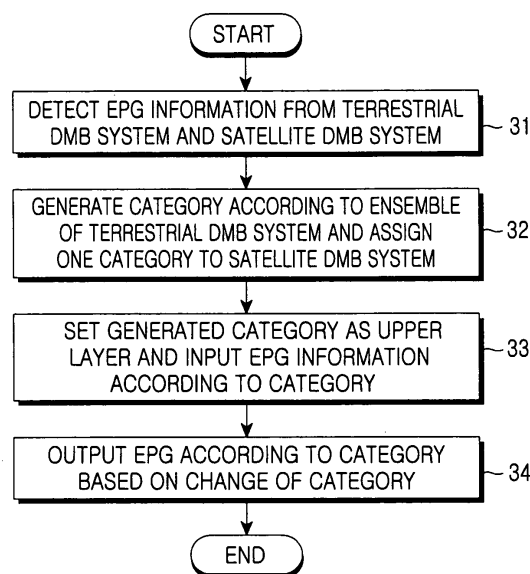 START
DETECT EPG INFORMATION FROM TERRESTRIAL
DMB SYSTEM AND SATELLITE DMB SYSTEM
31
GENERATE CATEGORY ACCORDING TO ENSEMBLE
OF TERRESTRIAL DMB SYSTEM AND ASSIGN
ONE CATEGORY TO SATELLITE DMB SYSTEM
32
SET GENERATED CATEGORY AS UPPER
LAYER AND INPUT EPG INFORMATION
ACCORDING TO CATEGORY
33
OUTPUT EPG ACCORDING TO CATEGORY
BASED ON CHANGE OF CATEGORY
34
END